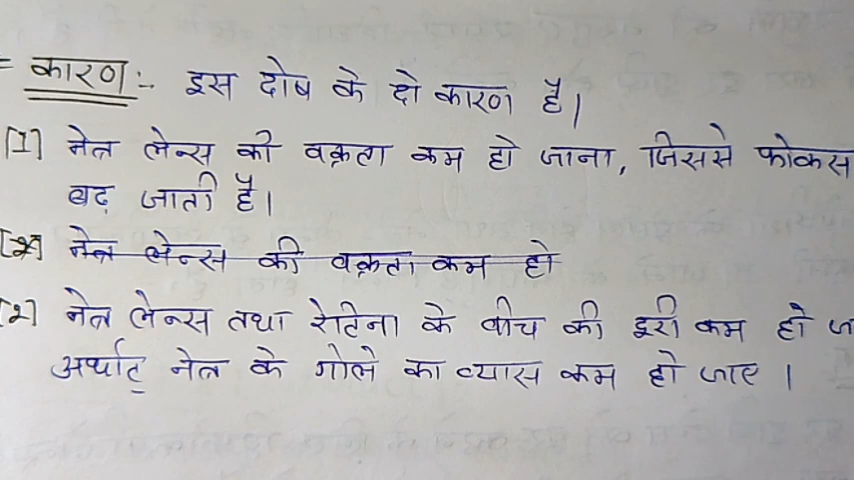 = कारण :- इस दोष के दो कारण है।
[1] नेत्र लेन्स की वक्रता कम हो जाना, जिससे फोकस
बढ़ जाती है।
[2] नेत्र लेन्स की वक्रता कम हो
[2] नेत्र लेन्स तथा रेटिना के बीच की दूरी कम हो
अर्थात् नेत्र के गोले का व्यास कम हो जाए ।